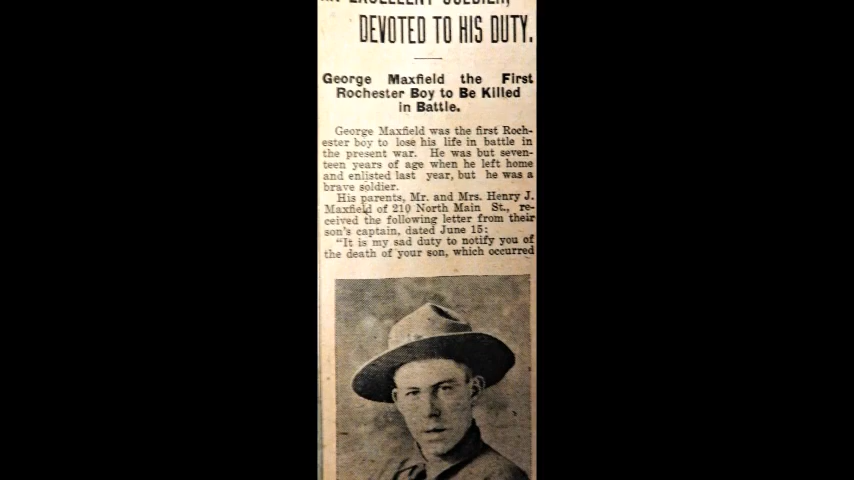 AN EXCELLENT SOLDIER,
DEVOTED TO HIS DUTY.
George Maxfield the First
Rochester Boy to Be Killed
in Battle.
George Maxfield was the first Roch-
ester boy to lose his life in battle in
the present war. He was but seven-
teen years of age when he left home
and enlisted last year, but he was a
brave soldier.
His parents, Mr. and Mrs. Henry J.
Maxfield of 210 North Main St., re-
ceived the following letter from their
son's captain, dated June 15:
"It is my sad duty to notify you of
the death of your son, which occurred